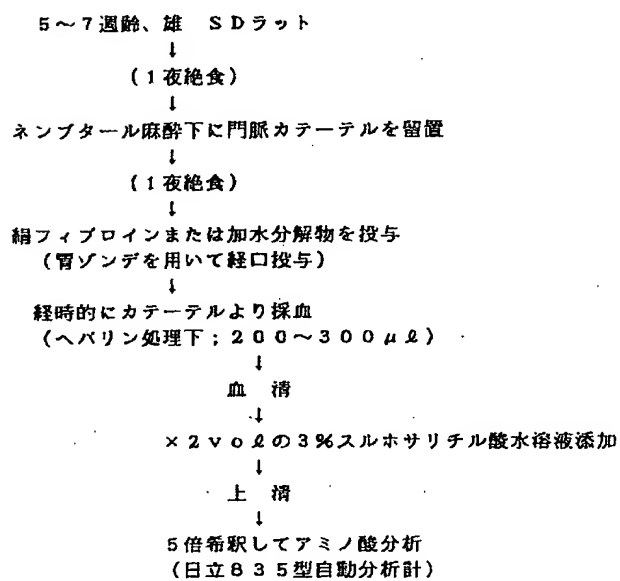 5～7週齢、雄　SDラット
↓
(1夜絶食)
↓
ネンブタール麻酔下に門脈カテーテルを留置
↓
(1夜絶食)
↓
絹フィブロインまたは加水分解物を投与
(胃ゾンデを用いて経口投与)
↓
経時的にカテーテルより採血
(ヘパリン処理下；200～300μℓ)
↓
血　清
↓
×2voℓの3%スルホサリチル酸水溶液添加
↓
上　清
↓
5倍希釈してアミノ酸分析
(日立835型自動分析計)